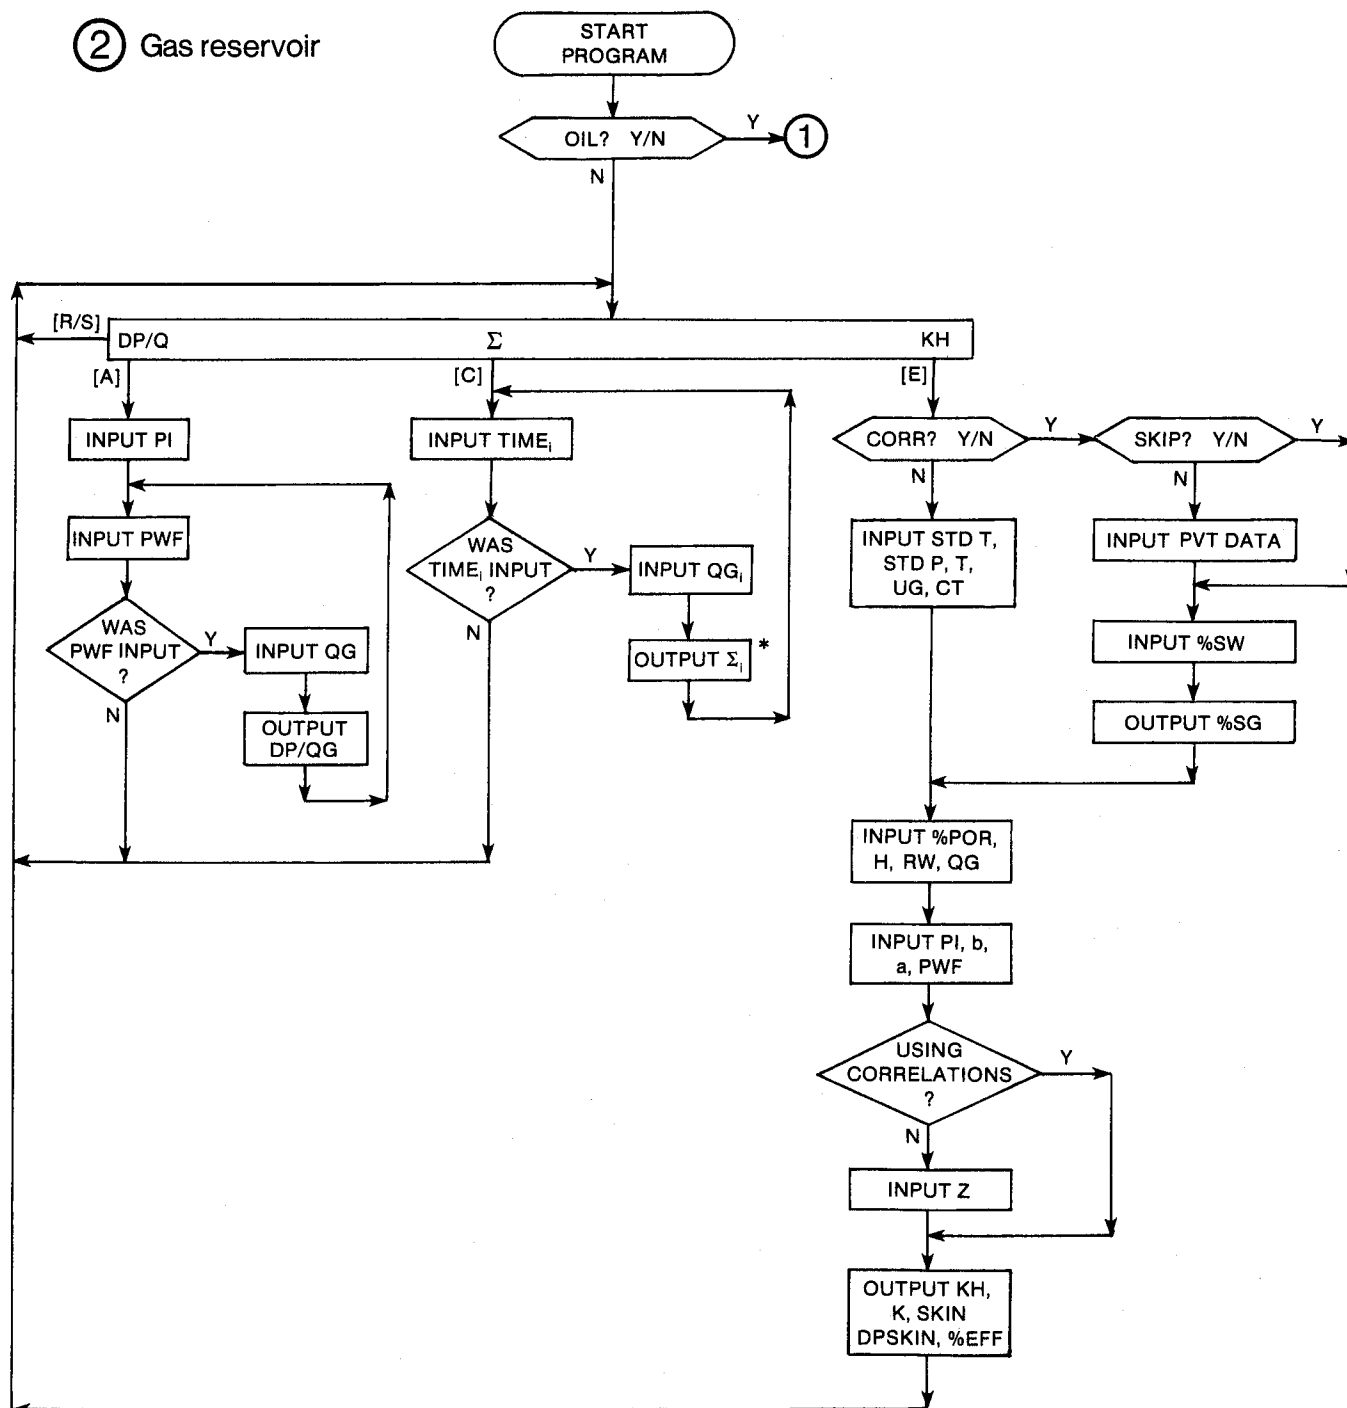 2 Gas reservoir
START
PROGRAM
OIL? Y/N
Y
1
N
[R/S]
DP/Q
Σ
KH
[A]
[C]
[E]
INPUT PI
INPUT TIMEi
CORR? Y/N
Y
SKIP? Y/N
Y
N
N
INPUT PWF
WAS
TIMEi INPUT
?
Y
N
INPUT QGi
INPUT STD T,
STD P, T,
UG, CT
INPUT PVT DATA
WAS
PWF INPUT
?
Y
N
INPUT QG
OUTPUT Σi *
INPUT %SW
OUTPUT
DP/QG
OUTPUT %SG
INPUT %POR,
H, RW, QG
INPUT PI, b,
a, PWF
USING
CORRELATIONS
?
Y
N
INPUT Z
OUTPUT KH,
K, SKIN
DPSKIN, %EFF